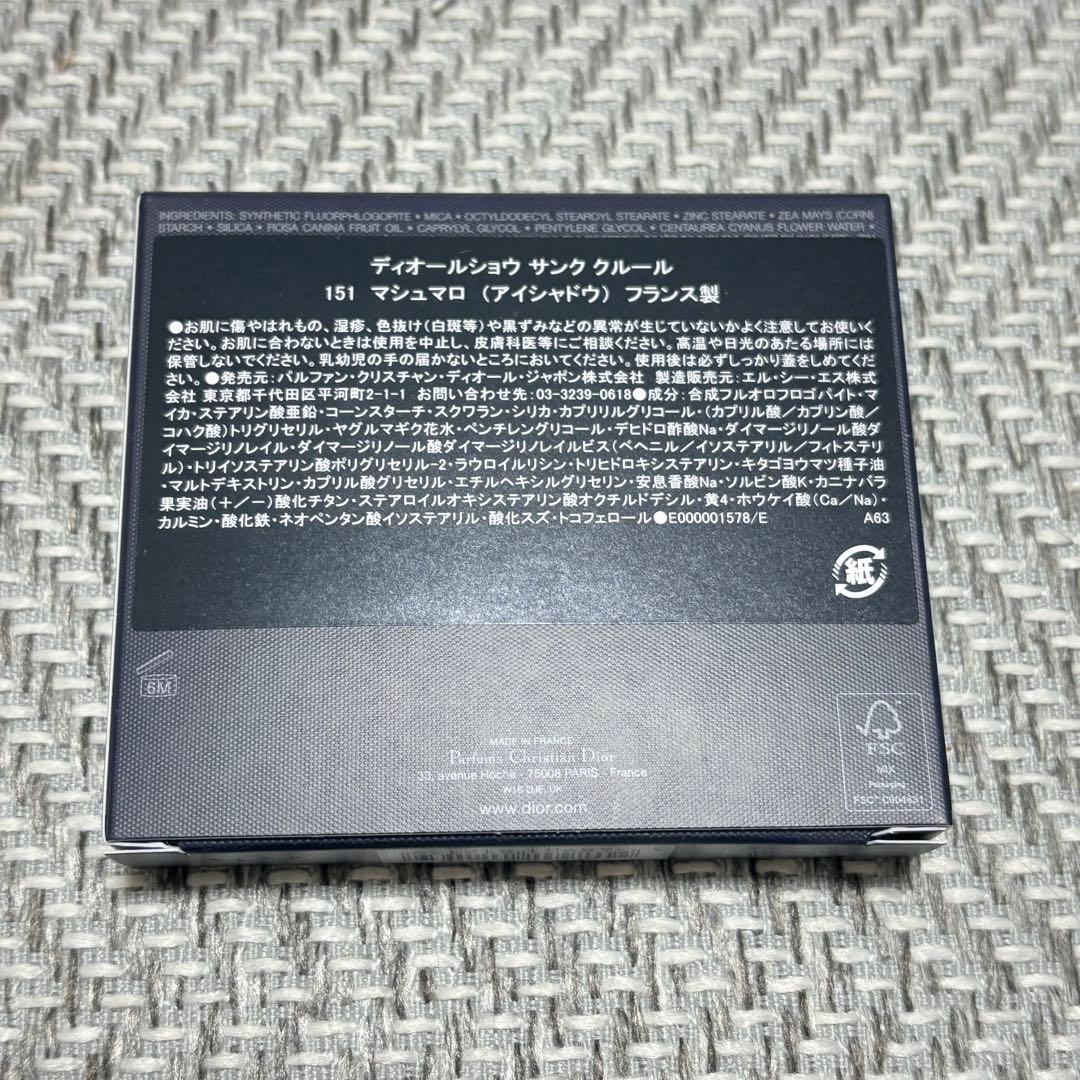 INGREDIENTS: SYNTHETIC FLUORPHLOGOPITE • MICA • OCTYLDODECYL STEAROYL STEARATE • ZINC STEARATE • ZEA MAYS (CORN)
STARCH • SILICA • ROSA CANINA FRUIT OIL • CAPRYLYL GLYCOL • PENTYLENE GLYCOL • CENTAUREA CYANUS FLOWER WATER •
ディオールショウ サンク クルール
151 マシュマロ (アイシャドウ) フランス製
●お肌に傷やはれもの、湿疹、色抜け(白斑等)や黒ずみなどの異常が生じていないかよく注意してお使いく
ださい。お肌に合わないときは使用を中止し、皮膚科医等にご相談ください。高温や日光のあたる場所には
保管しないでください。乳幼児の手の届かないところにおいてください。使用後は必ずしっかり蓋をしめてくだ
さい。●発売元:パルファン・クリスチャン・ディオール・ジャポン株式会社 製造販売元:エル・シー・エス株式
会社 東京都千代田区平河町2-1-1 お問い合わせ先:03-3239-0618●成分:合成フルオロフロゴパイト・マ
イカ・ステアリン酸亜鉛・コーンスターチ・スクワラン・シリカ・カプリリルグリコール・(カプリル酸/カプリン酸/
コハク酸)トリグリセリル・ヤグルマギク花水・ペンチレングリコール・デヒドロ酢酸Na・ダイマージリノール酸ダ
イマージリノレイル・ダイマージリノール酸ダイマージリノレイルビス(ベヘニル/イソステアリル/フィトステリ
ル)・トリイソステアリン酸ポリグリセリル-2・ラウロイルリシン・トリヒドロキシステアリン・キタゴヨウマツ種子油
・マルトデキストリン・カプリル酸グリセリル・エチルヘキシルグリセリン・安息香酸Na・ソルビン酸K・カニナバラ
果実油(+/-)酸化チタン・ステアロイルオキシステアリン酸オクチルドデシル・黄4・ホウケイ酸(Ca/Na)・
カルミン・酸化鉄・ネオペンタン酸イソステアリル・酸化スズ・トコフェロール●E000001578/E A63
紙
6M
MADE IN FRANCE
Parfums Christian Dior
33, avenue Hoche - 75008 PARIS - France
W1S 2UE, UK
www.dior.com
FSC
MIX
Packaging
FSC™ C004631